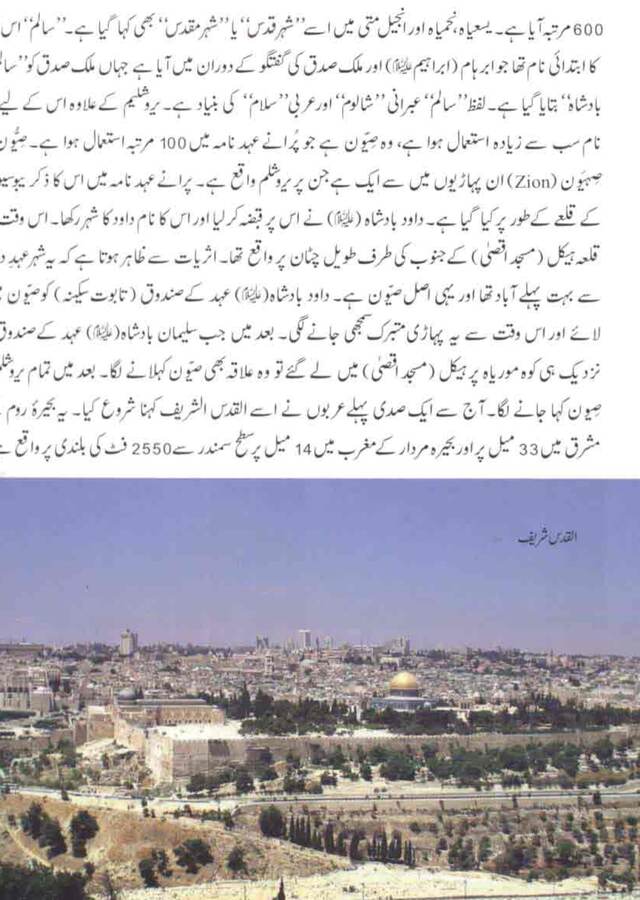 600 مرتبہ آیا ہے۔ یسعیاہ، نحمیاہ اور انجیل متی میں اسے ”شہر قدس“ یا ”شہر مقدس“ بھی کہا گیا ہے۔ ”سالم“ اس
کا ابتدائی نام تھا جو ابرہام (ابراہیم علیہ السلام) اور ملک صدق کی گفتگو کے دوران میں آیا ہے جہاں ملک صدق کو ”سالم
بادشاہ“ بتایا گیا ہے۔ لفظ ”سالم“ عبرانی ”شالوم“ اور عربی ”سلام“ کی بنیاد ہے۔ یروشلیم کے علاوہ اس کے لیے
نام سب سے زیادہ استعمال ہوا ہے، وہ صِیّون ہے جو پُرانے عہد نامہ میں 100 مرتبہ استعمال ہوا ہے۔ صِیُّون
صِہیَون (Zion) ان پہاڑیوں میں سے ایک ہے جن پر یروشلم واقع ہے۔ پرانے عہد نامہ میں اس کا ذکر یبوسیوں
کے قلعے کے طور پر کیا گیا ہے۔ داود بادشاہ (علیہ السلام) نے اس پر قبضہ کر لیا اور اس کا نام داود کا شہر رکھا۔ اس وقت
قلعہ ہیکل (مسجد اقصیٰ) کے جنوب کی طرف طویل چٹان پر واقع تھا۔ اثریات سے ظاہر ہوتا ہے کہ یہ شہر عہدِ
سے بہت پہلے آباد تھا اور یہی اصل صیّون ہے۔ داود بادشاہ (علیہ السلام) عہد کے صندوق (تابوت سکینہ) کو صیّون
لائے اور اس وقت سے یہ پہاڑی متبرک سمجھی جانے لگی۔ بعد میں جب سلیمان بادشاہ (علیہ السلام) عہد کے صندوق
نزدیک ہی کوہ موریاہ پر ہیکل (مسجد اقصیٰ) میں لے گئے تو وہ علاقہ بھی صیّون کہلانے لگا۔ بعد میں تمام یروشلم
صیون کہا جانے لگا۔ آج سے ایک صدی پہلے عربوں نے اسے القدس الشریف کہنا شروع کیا۔ یہ بحیرۂ روم
مشرق میں 33 میل پر اور بحیرہ مردار کے مغرب میں 14 میل پر سطح سمندر سے 2550 فٹ کی بلندی پر واقع
القدس شریف